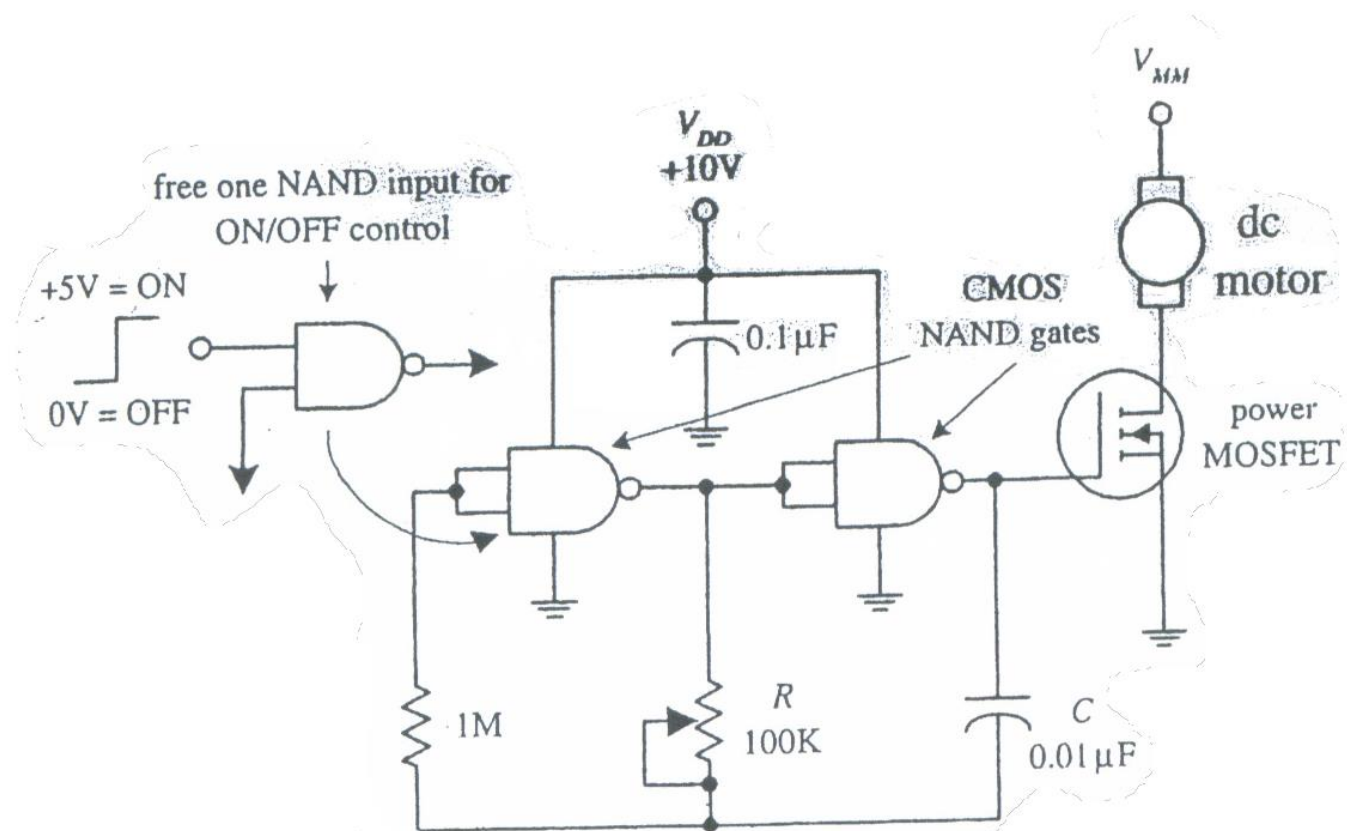 V_MM
V_DD
+10V
free one NAND input for
ON/OFF control
+5V = ON
0V = OFF
0.1μF
CMOS
NAND gates
dc
motor
power
MOSFET
1M
R
100K
C
0.01μF